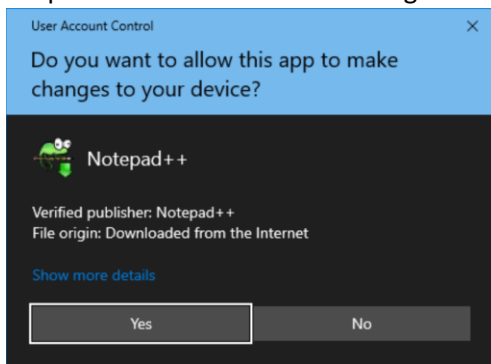 User Account Control
Do you want to allow this app to make
changes to your device?
Notepad++
Verified publisher: Notepad++
File origin: Downloaded from the Internet
Show more details
Yes No